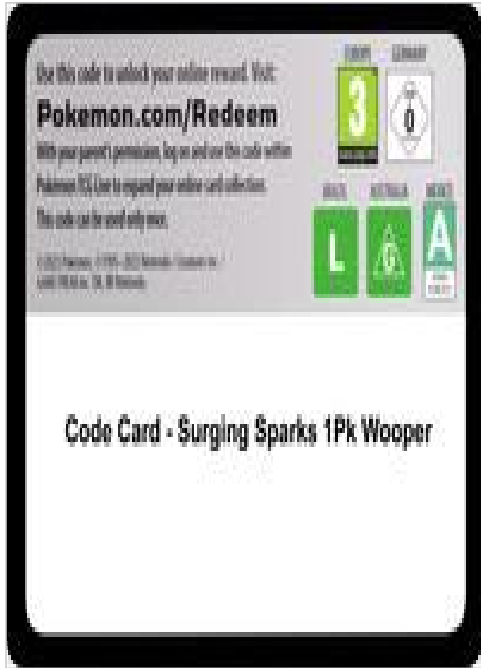 Use this code to unlock your online reward. Visit:
Pokemon.com/Redeem
With your parent's permission, log on and use the code within
Pokémon TCG Live to expand your online card collection.
This code can be used only once.
EUROPE GERMANY
3
0
BRAZIL AUSTRALIA MEXICO
L
G
A
Code Card - Surging Sparks 1Pk Wooper